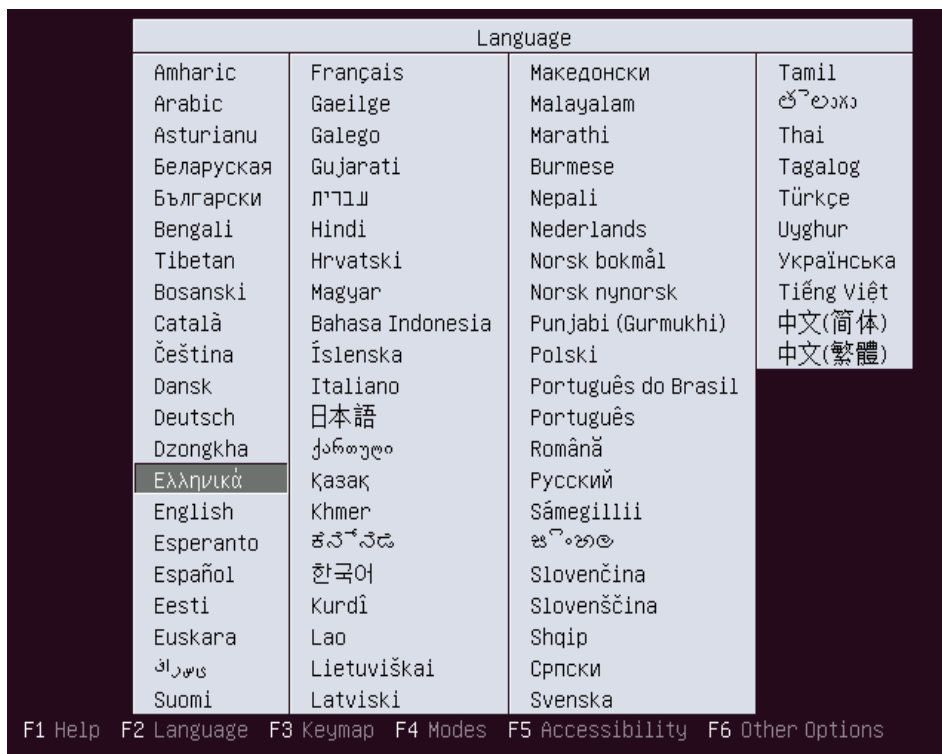 Language
Amharic
Arabic
Asturianu
Беларуская
Български
Bengali
Tibetan
Bosanski
Català
Čeština
Dansk
Deutsch
Dzongkha
Ελληνικά
English
Esperanto
Español
Eesti
Euskara
فارسی
Suomi
Français
Gaeilge
Galego
Gujarati
עברית
Hindi
Hrvatski
Magyar
Bahasa Indonesia
Íslenska
Italiano
日本語
ქართული
Қазақ
Khmer
ಕನ್ನಡ
한국어
Kurdî
Lao
Lietuviškai
Latviski
Македонски
Malayalam
Marathi
Burmese
Nepali
Nederlands
Norsk bokmål
Norsk nynorsk
Punjabi (Gurmukhi)
Polski
Português do Brasil
Português
Română
Русский
Sámegillii
සිංහල
Slovenčina
Slovenščina
Shqip
Српски
Svenska
Tamil
తెలుగు
Thai
Tagalog
Türkçe
Uyghur
Українська
Tiếng Việt
中文(简体)
中文(繁體)
F1 Help F2 Language F3 Keymap F4 Modes F5 Accessibility F6 Other Options